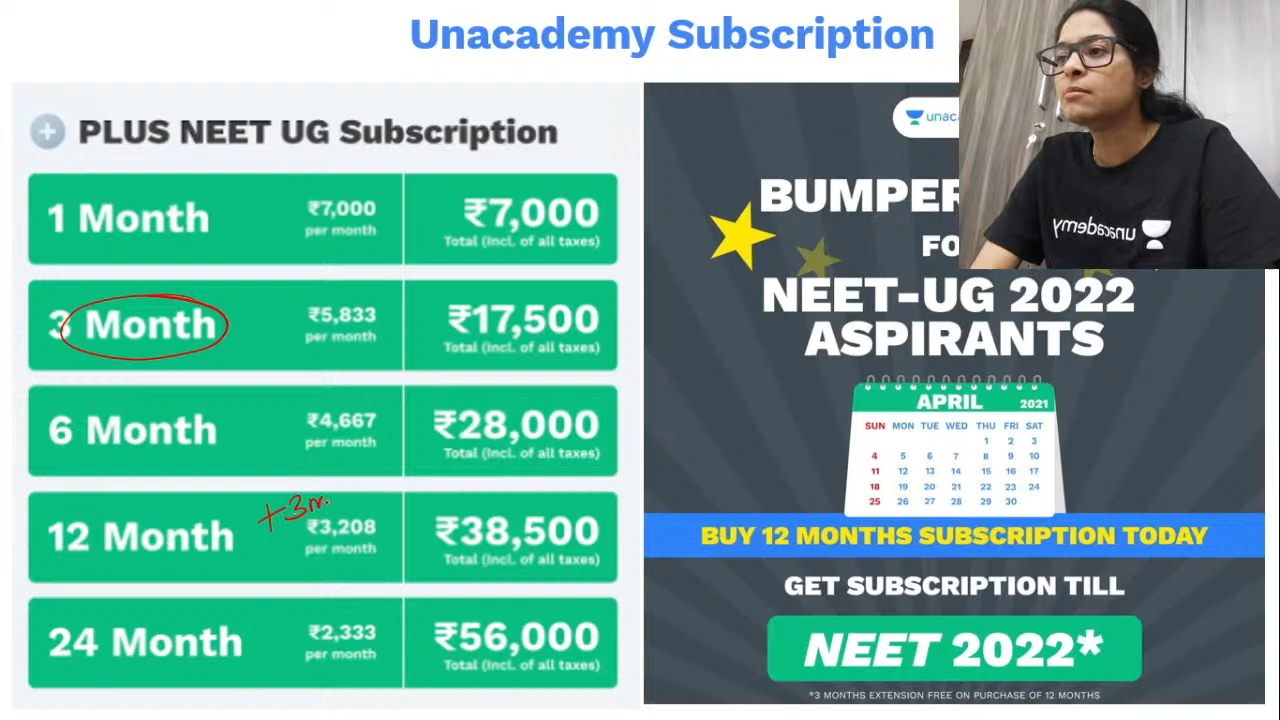 Unacademy Subscription
PLUS NEET UG Subscription
1 Month ₹7,000 per month ₹7,000 Total (Incl. of all taxes)
3 Month ₹5,833 per month ₹17,500 Total (Incl. of all taxes)
6 Month ₹4,667 per month ₹28,000 Total (Incl. of all taxes)
+3m
12 Month ₹3,208 per month ₹38,500 Total (Incl. of all taxes)
24 Month ₹2,333 per month ₹56,000 Total (Incl. of all taxes)
unaca
BUMPER
FO
NEET-UG 2022
ASPIRANTS
APRIL 2021
SUN MON TUE WED THU FRI SAT
1 2 3
4 5 6 7 8 9 10
11 12 13 14 15 16 17
18 19 20 21 22 23 24
25 26 27 28 29 30
BUY 12 MONTHS SUBSCRIPTION TODAY
GET SUBSCRIPTION TILL
NEET 2022*
*3 MONTHS EXTENSION FREE ON PURCHASE OF 12 MONTHS
unacademy